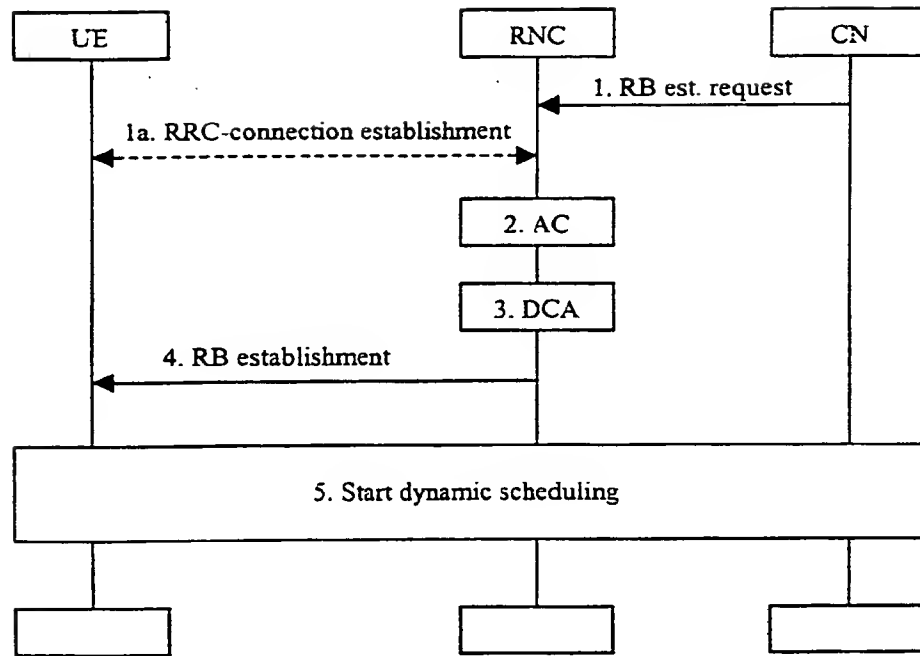 UE
RNC
CN
1. RB est. request
1a. RRC-connection establishment
2. AC
3. DCA
4. RB establishment
5. Start dynamic scheduling